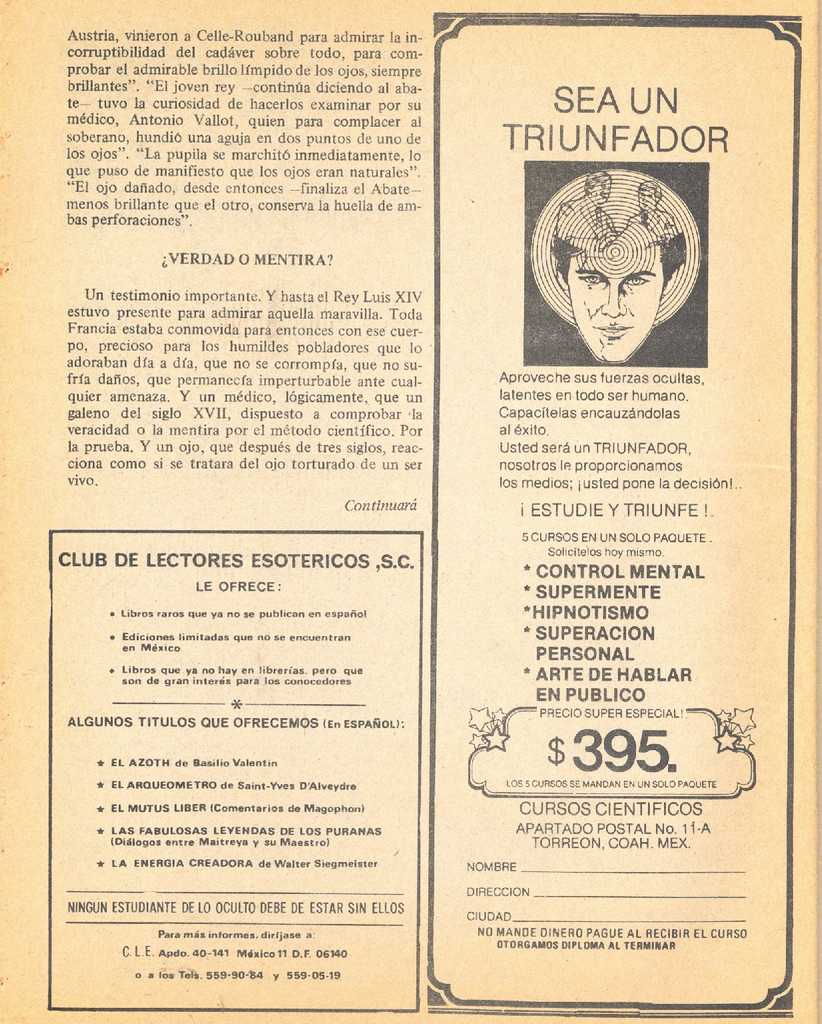 Austria, vinieron a Celle-Rouband para admirar la in-
corruptibilidad del cadáver sobre todo, para com-
probar el admirable brillo límpido de los ojos, siempre
brillantes". "El joven rey —continúa diciendo al aba-
te— tuvo la curiosidad de hacerlos examinar por su
médico, Antonio Vallot, quien para complacer al
soberano, hundió una aguja en dos puntos de uno de
los ojos". "La pupila se marchitó inmediatamente, lo
que puso de manifiesto que los ojos eran naturales".
"El ojo dañado, desde entonces —finaliza el Abate—
menos brillante que el otro, conserva la huella de am-
bas perforaciones".
¿VERDAD O MENTIRA?
Un testimonio importante. Y hasta el Rey Luis XIV
estuvo presente para admirar aquella maravilla. Toda
Francia estaba conmovida para entonces con ese cuer-
po, precioso para los humildes pobladores que lo
adoraban día a día, que no se corrompía, que no su-
fría daños, que permanecía imperturbable ante cual-
quier amenaza. Y un médico, lógicamente, que un
galeno del siglo XVII, dispuesto a comprobar la
veracidad o la mentira por el método científico. Por
la prueba. Y un ojo, que después de tres siglos, reac-
ciona como si se tratara del ojo torturado de un ser
vivo.
Continuará
CLUB DE LECTORES ESOTERICOS ,S.C.
LE OFRECE:
• Libros raros que ya no se publican en español
• Ediciones limitadas que no se encuentran
en México
• Libros que ya no hay en librerías. pero que
son de gran interés para los conocedores
*
ALGUNOS TITULOS QUE OFRECEMOS (En ESPAÑOL):
★ EL AZOTH de Basilio Valentin
★ EL ARQUEOMETRO de Saint-Yves D'Alveydre
★ EL MUTUS LIBER (Comentarios de Magophon)
★ LAS FABULOSAS LEYENDAS DE LOS PURANAS
(Diálogos entre Maitreya y su Maestro)
★ LA ENERGIA CREADORA de Walter Siegmeister
NINGUN ESTUDIANTE DE LO OCULTO DEBE DE ESTAR SIN ELLOS
Para más informes. diríjase a:
C.L.E. Apdo. 40-141 México 11 D.F. 06140
o a los Tels. 559-90-84 y 559-05-19
SEA UN
TRIUNFADOR
Aproveche sus fuerzas ocultas,
latentes en todo ser humano.
Capacítelas encauzándolas
al éxito.
Usted será un TRIUNFADOR,
nosotros le proporcionamos
los medios; ¡usted pone la decisión!..
¡ ESTUDIE Y TRIUNFE !.
5 CURSOS EN UN SOLO PAQUETE .
Solicítelos hoy mismo.
* CONTROL MENTAL
* SUPERMENTE
*HIPNOTISMO
* SUPERACION
PERSONAL
* ARTE DE HABLAR
EN PUBLICO
PRECIO SUPER ESPECIAL!
$395.
LOS 5 CURSOS SE MANDAN EN UN SOLO PAQUETE
CURSOS CIENTIFICOS
APARTADO POSTAL No. 11-A
TORREON, COAH. MEX.
NOMBRE
DIRECCION
CIUDAD
NO MANDE DINERO PAGUE AL RECIBIR EL CURSO
OTORGAMOS DIPLOMA AL TERMINAR